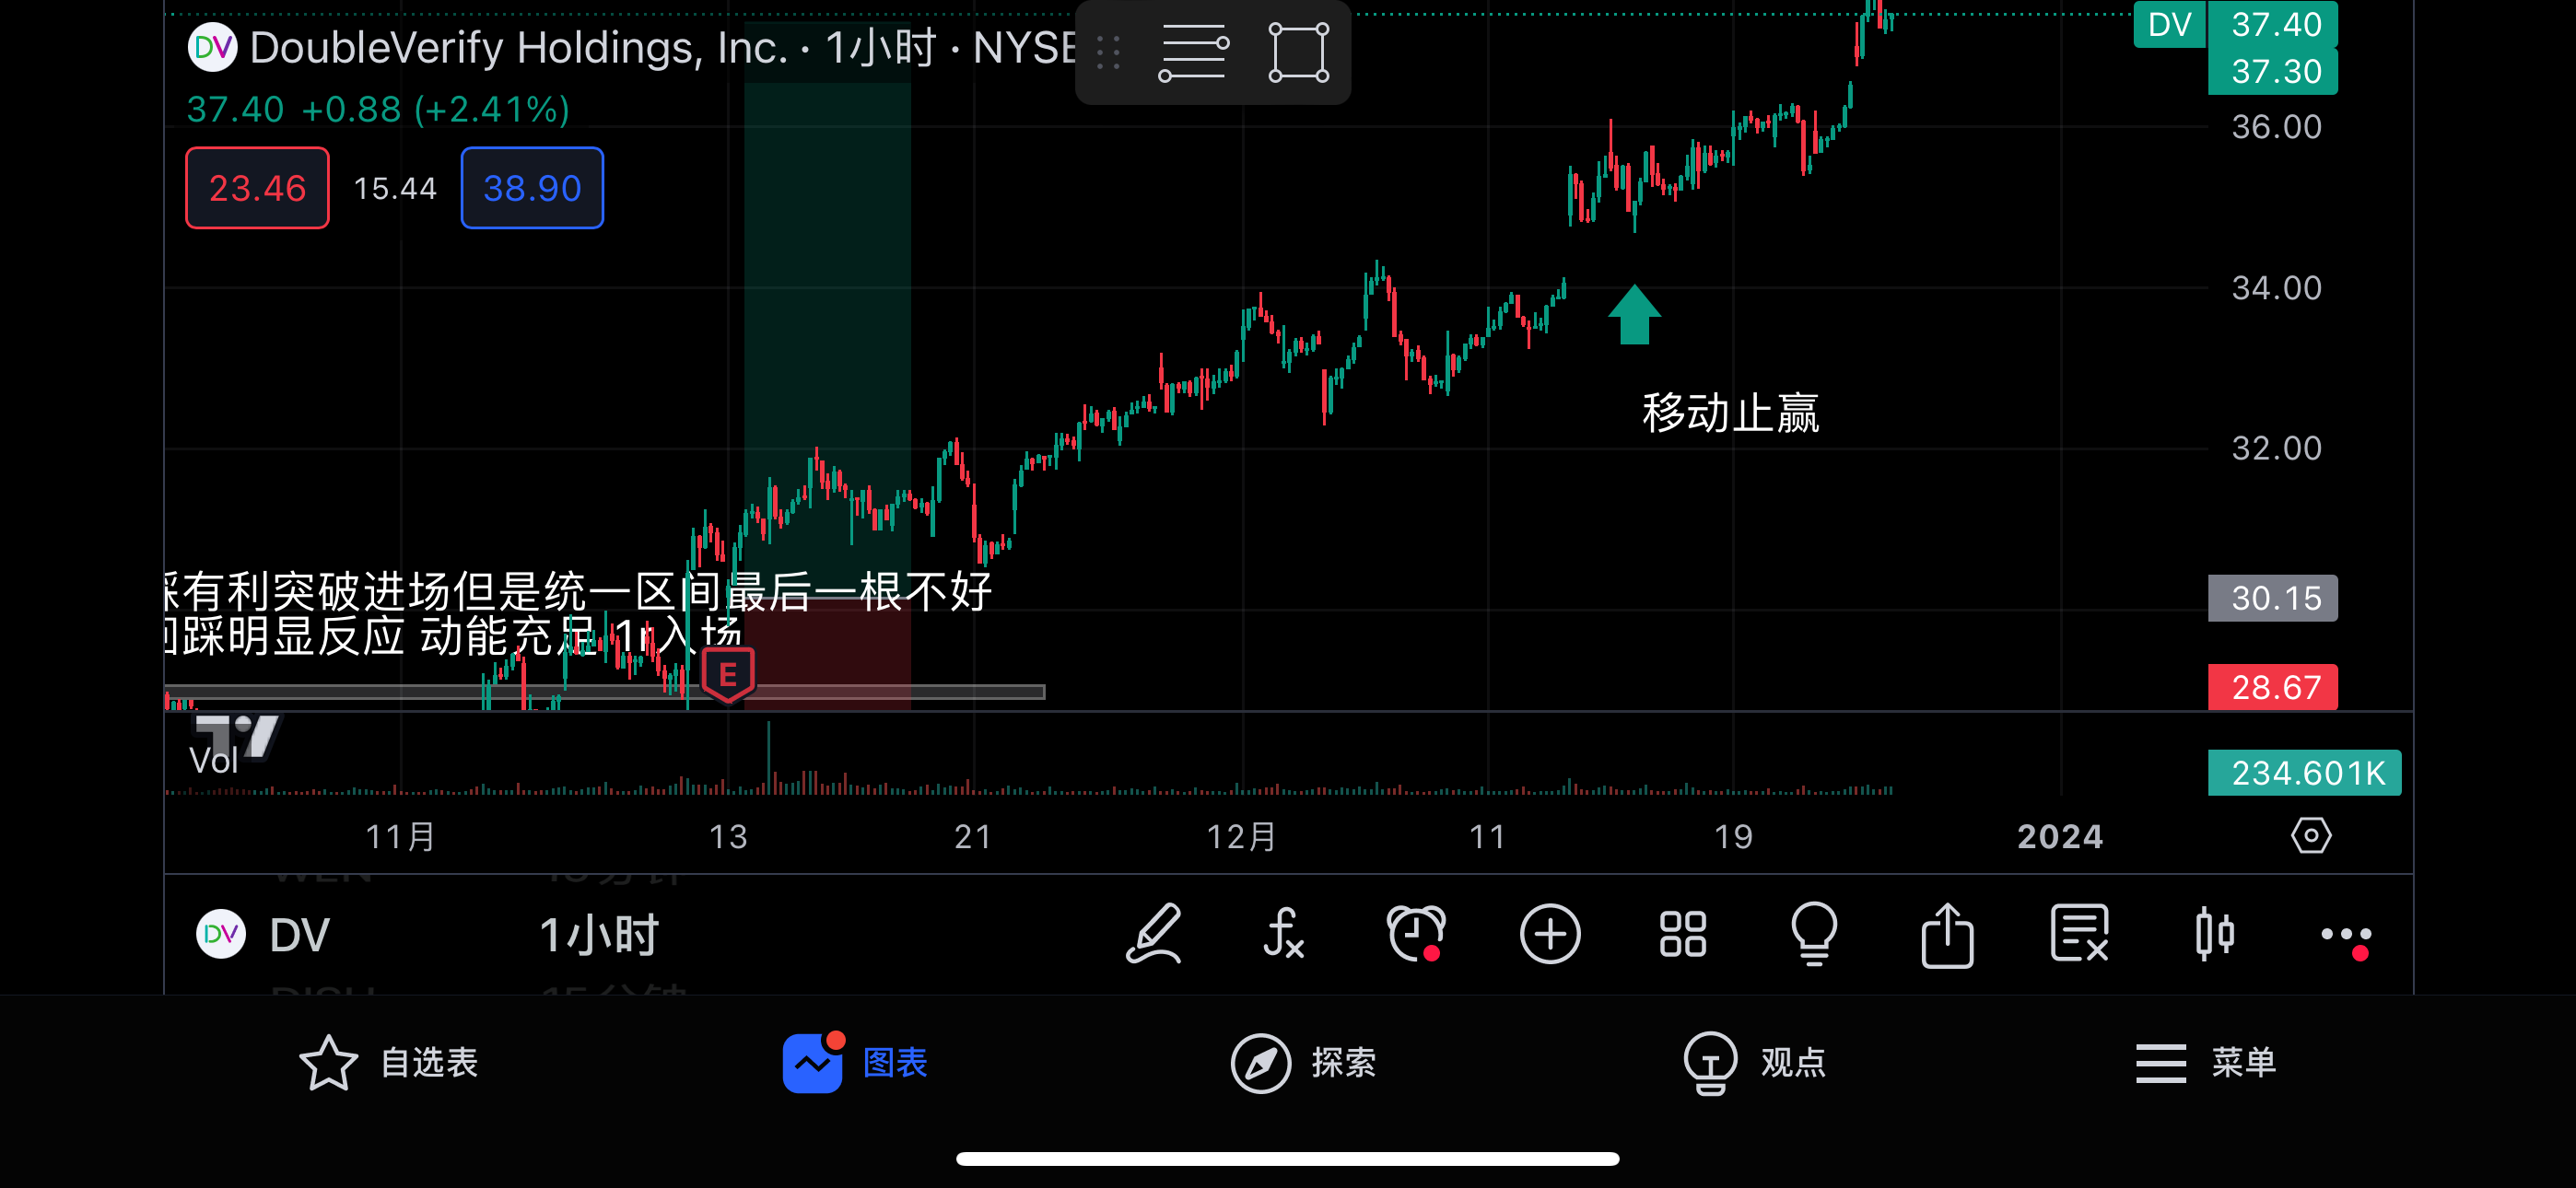 DV 37.40
DoubleVerify Holdings, Inc. · 1小时 · NYSE
37.30
37.40 +0.88 (+2.41%)
36.00
23.46 15.44 38.90
34.00
移动止赢
32.00
踩有利突破进场但是统一区间最后一根不好
30.15
回踩明显反应 动能充足 1r入场
E
28.67
Vol
234.601K
11月 13 21 12月 11 19 2024
DV 1小时
自选表 图表 探索 观点 菜单